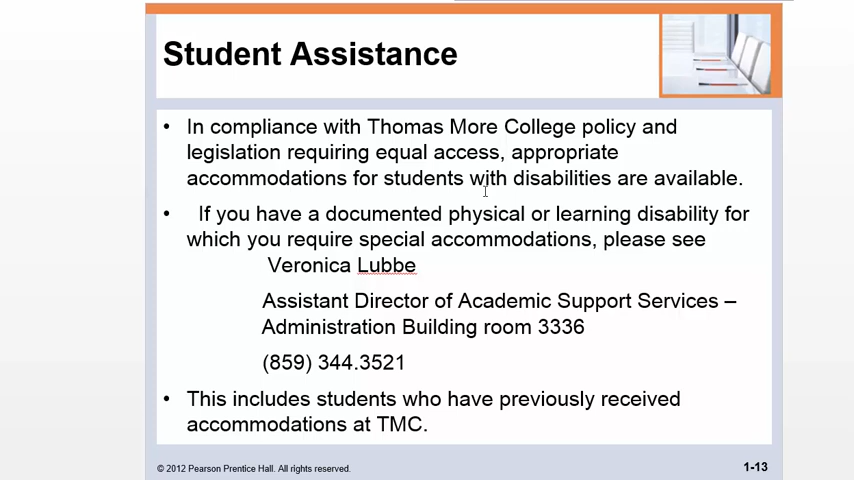 Student Assistance
• In compliance with Thomas More College policy and
legislation requiring equal access, appropriate
accommodations for students with disabilities are available.
• If you have a documented physical or learning disability for
which you require special accommodations, please see
Veronica Lubbe
Assistant Director of Academic Support Services –
Administration Building room 3336
(859) 344.3521
• This includes students who have previously received
accommodations at TMC.
© 2012 Pearson Prentice Hall. All rights reserved.
1-13